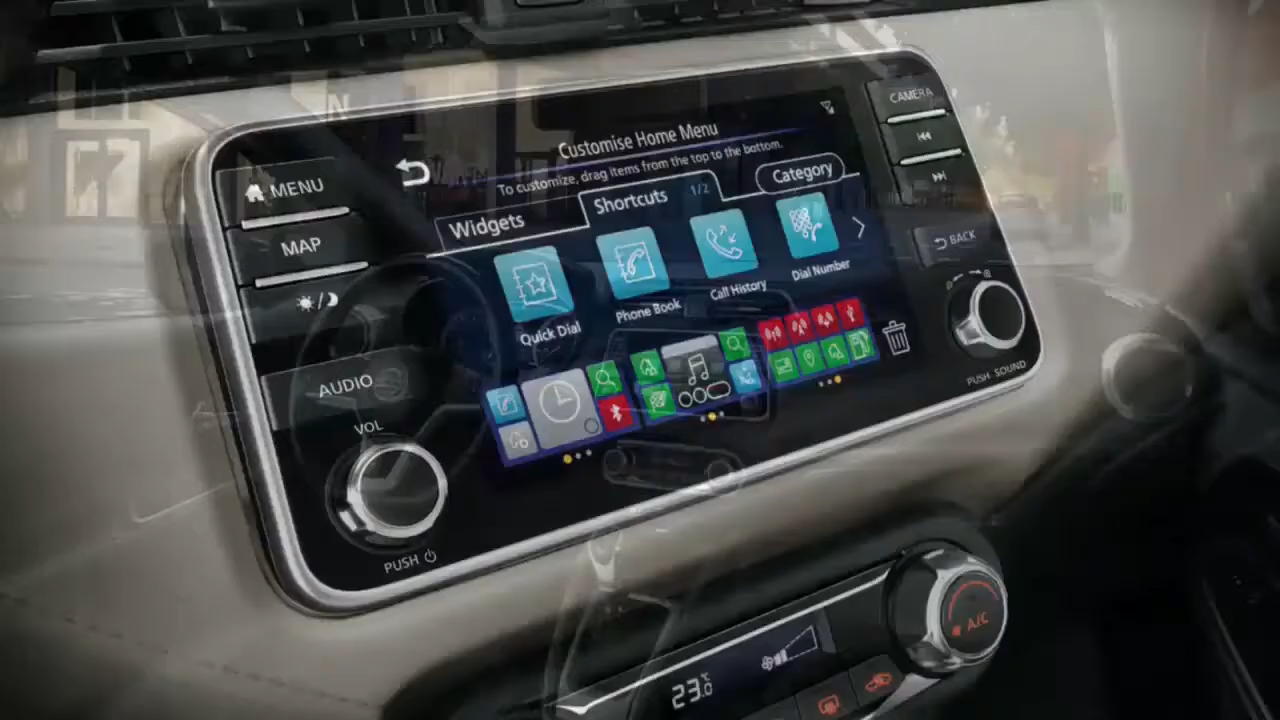 MENU
MAP
AUDIO
VOL
PUSH
Customise Home Menu
To customize, drag items from the top to the bottom.
Widgets
Shortcuts
1/2
Category
Quick Dial
Phone Book
Call History
Dial Number
CAMERA
BACK
PUSH SOUND
23.0
°C
A/C